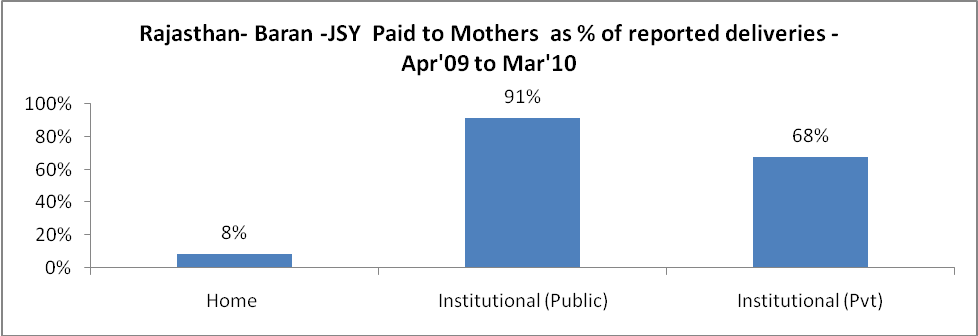 Rajasthan- Baran -JSY Paid to Mothers as % of reported deliveries -
Apr'09 to Mar'10
100%
80%
60%
40%
20%
0%
8%
91%
68%
Home
Institutional (Public)
Institutional (Pvt)